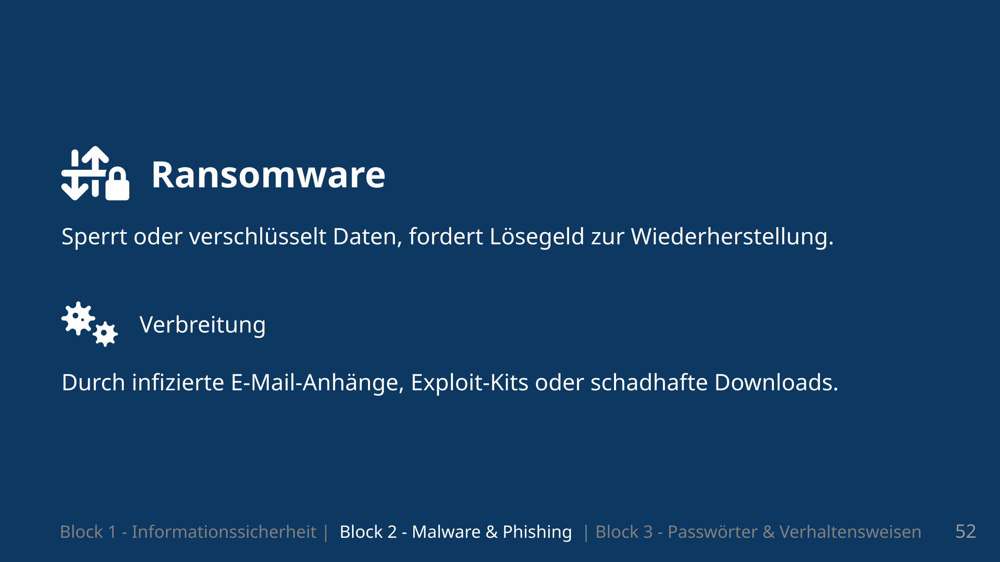 Ransomware
Sperrt oder verschlüsselt Daten, fordert Lösegeld zur Wiederherstellung.
Verbreitung
Durch infizierte E-Mail-Anhänge, Exploit-Kits oder schadhafte Downloads.
Block 1 - Informationssicherheit | Block 2 - Malware & Phishing | Block 3 - Passwörter & Verhaltensweisen 52